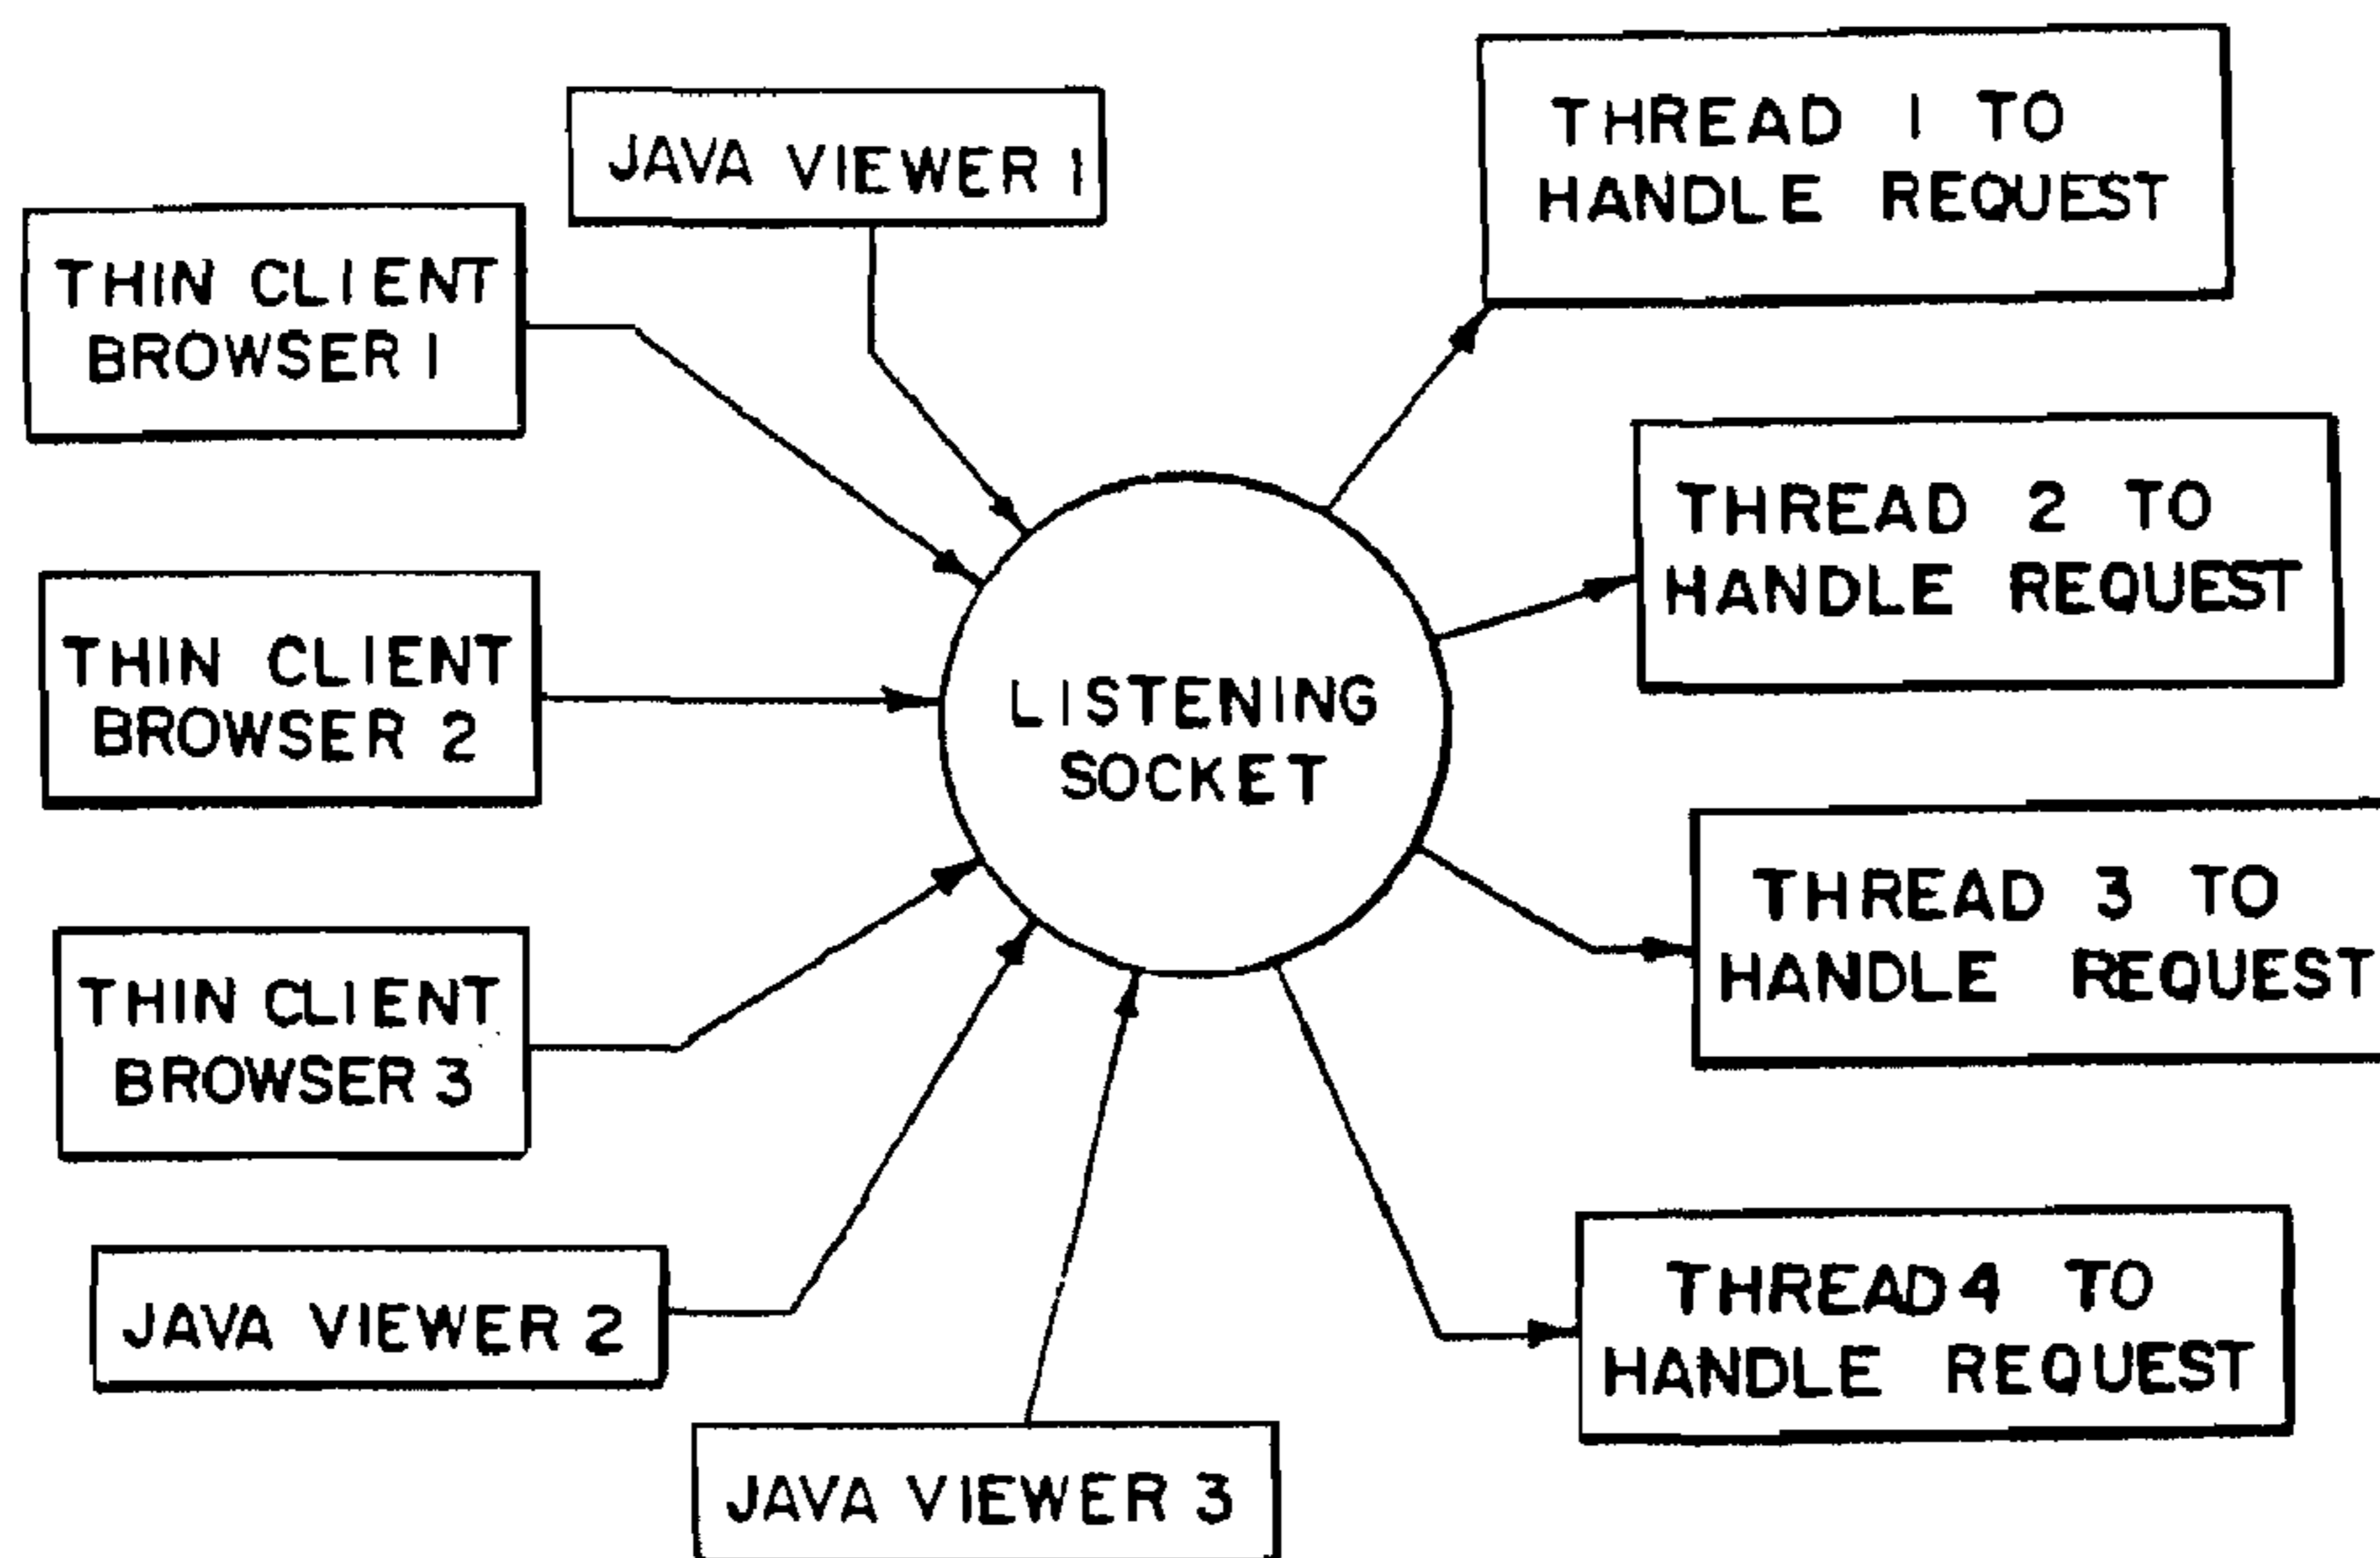 JAVA VIEWER 1
THIN CLIENT
BROWSER 1
THIN CLIENT
BROWSER 2
THIN CLIENT
BROWSER 3
JAVA VIEWER 2
JAVA VIEWER 3
LISTENING
SOCKET
THREAD 1 TO
HANDLE REQUEST
THREAD 2 TO
HANDLE REQUEST
THREAD 3 TO
HANDLE REQUEST
THREAD 4 TO
HANDLE REQUEST